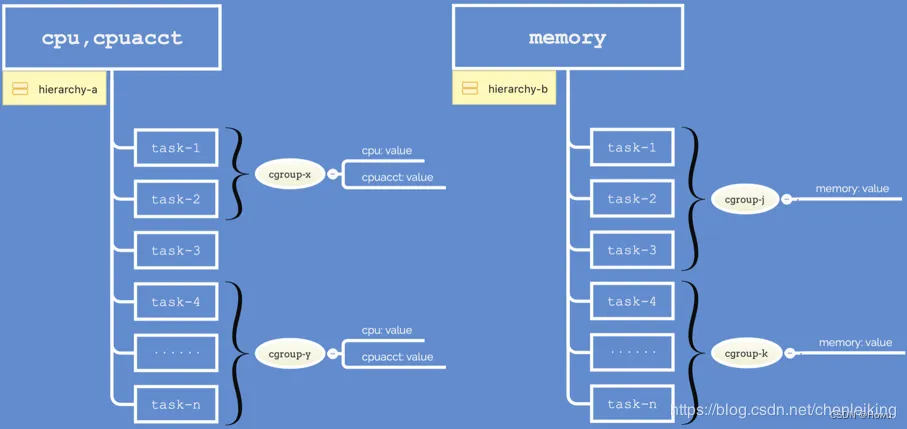 cpu,cpuacct
hierarchy-a
task-1
task-2
task-3
task-4
······
task-n
cgroup-x
cpu: value
cpuacct: value
cgroup-y
cpu: value
cpuacct: value
memory
hierarchy-b
task-1
task-2
task-3
task-4
······
task-n
cgroup-j
memory: value
cgroup-k
memory: value
https://blog.csdn.net/chenleiking